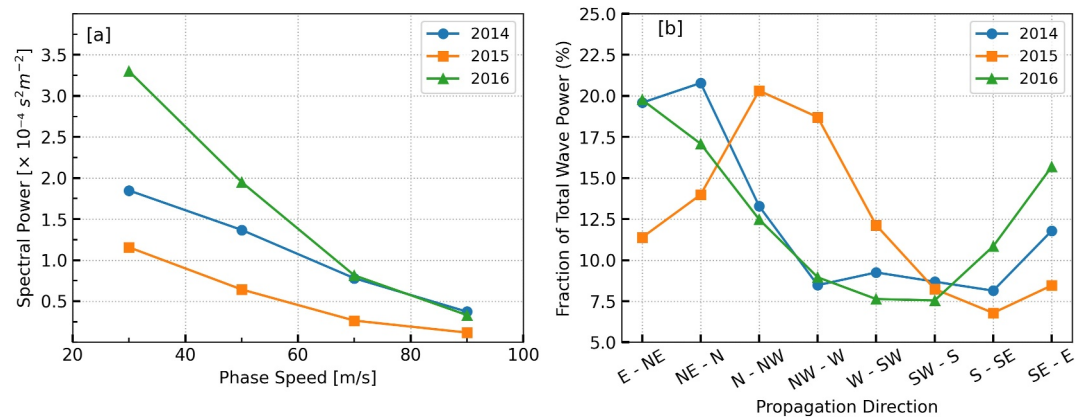 [a]
2014
2015
2016
3.5
3.0
2.5
2.0
1.5
1.0
0.5
20 40 60 80 100
Spectral Power [× 10⁻⁴ s²m⁻²]
Phase Speed [m/s]
[b]
2014
2015
2016
25.0
22.5
20.0
17.5
15.0
12.5
10.0
7.5
5.0
E - NE
NE - N
N - NW
NW - W
W - SW
SW - S
S - SE
SE - E
Fraction of Total Wave Power (%)
Propagation Direction